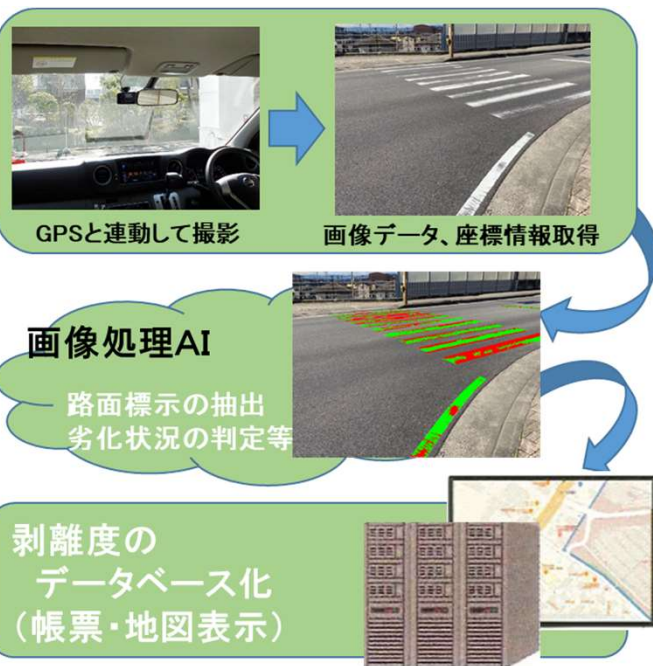 GPSと連動して撮影
画像データ、座標情報取得
画像処理AI
路面標示の抽出
劣化状況の判定等
剥離度の
データベース化
（帳票・地図表示）